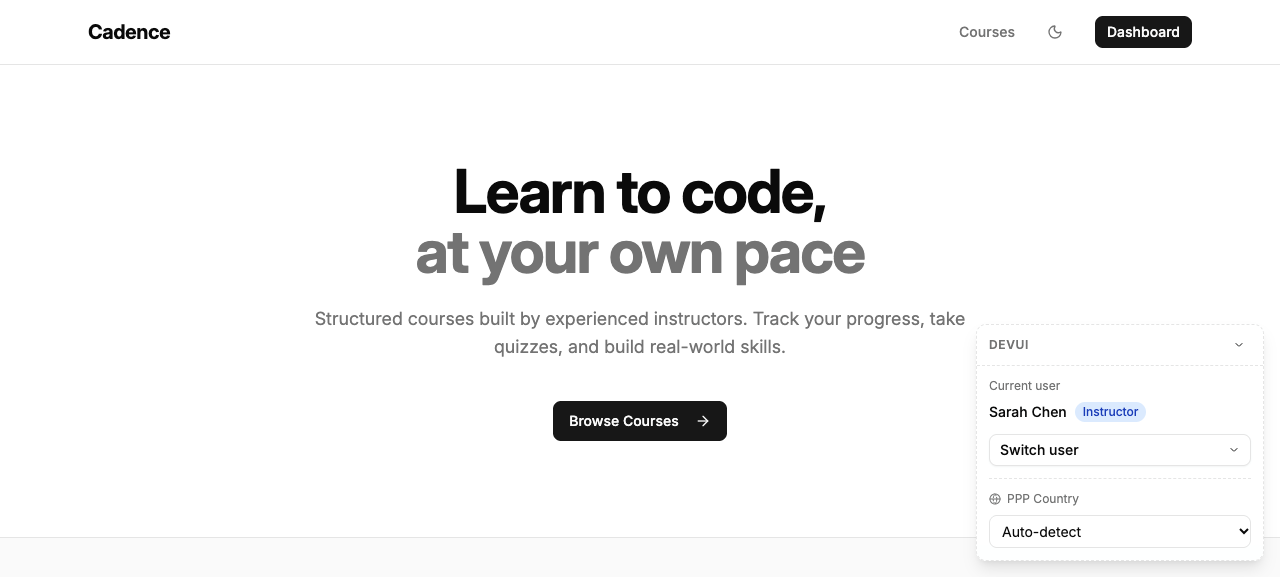 Cadence
Courses
Dashboard
Learn to code,
at your own pace
Structured courses built by experienced instructors. Track your progress, take
quizzes, and build real-world skills.
Browse Courses
DEVUI
Current user
Sarah Chen Instructor
Switch user
PPP Country
Auto-detect